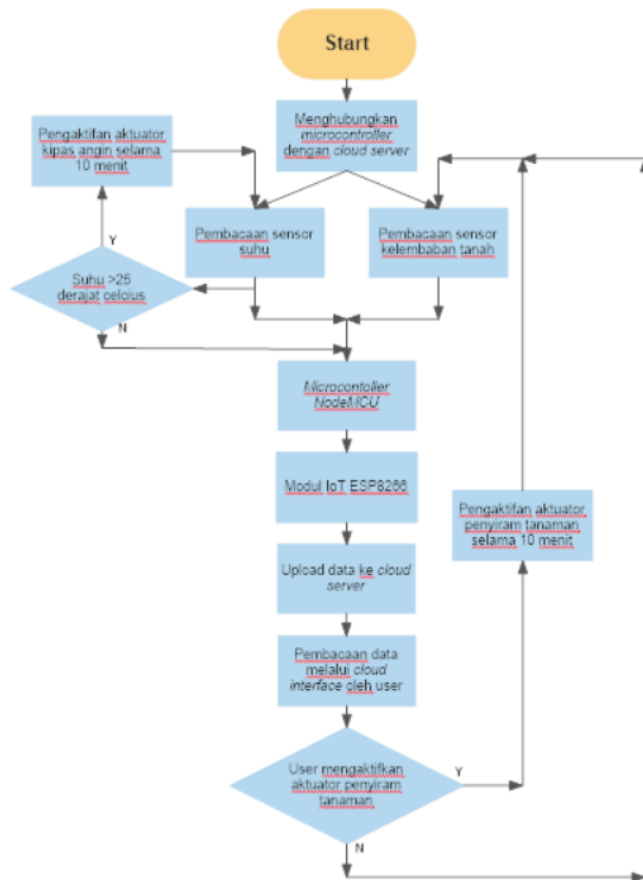 Start
Menghubungkan
microcontroller
dengan cloud server
Pengaktifan aktuator
kipas angin selama
10 menit
Pembacaan sensor
suhu
Pembacaan sensor
kelembaban tanah
Y
Suhu >25
derajat celcius
N
Microcontoller
NodeMCU
Modul IoT ESP8266
Pengaktifan aktuator
penyiram tanaman
selama 10 menit
Upload data ke cloud
server
Pembacaan data
melalui cloud
interface oleh user
User mengaktifkan
aktuator penyiram
tanaman
Y
N